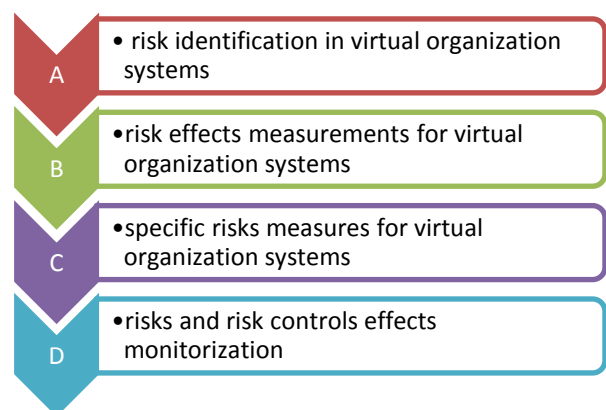 A
• risk identification in virtual organization
systems
B
•risk effects measurements for virtual
organization systems
C
•specific risks measures for virtual
organization systems
D
•risks and risk controls effects
monitorization